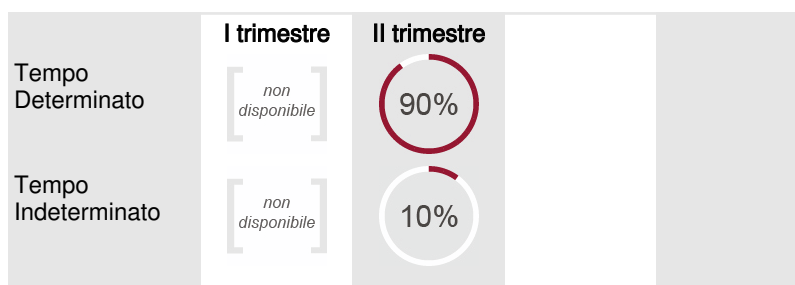 I trimestre II trimestre
Tempo
Determinato
non
disponibile
90%
Tempo
Indeterminato
non
disponibile
10%